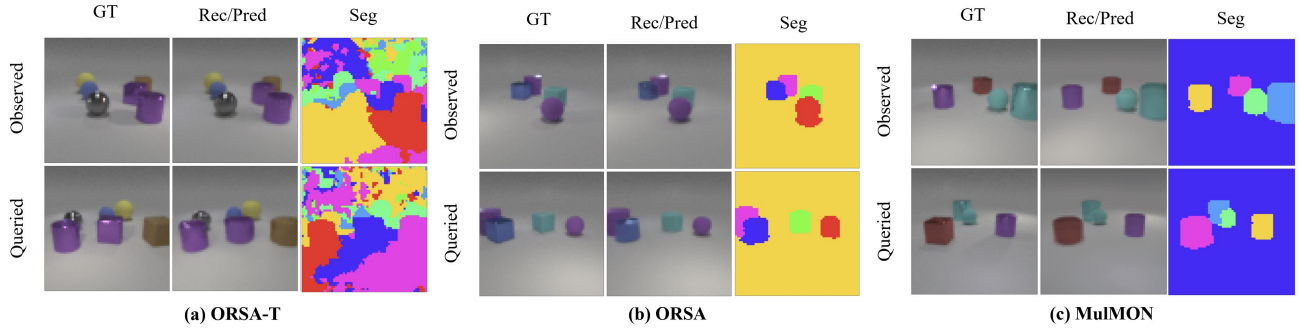 GT Rec/Pred Seg
Observed
Queried
(a) ORSA-T
GT Rec/Pred Seg
Observed
Queried
(b) ORSA
GT Rec/Pred Seg
Observed
Queried
(c) MulMON